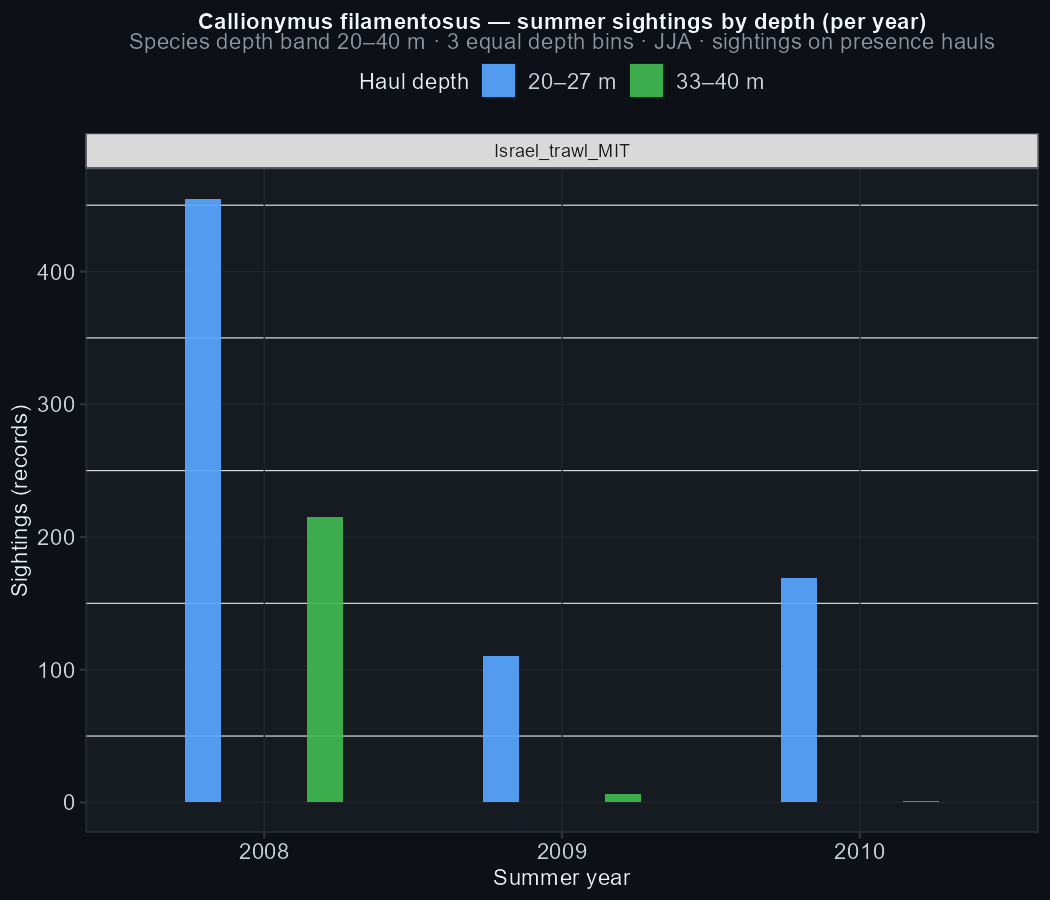 Callionymus filamentosus — summer sightings by depth (per year)
Species depth band 20–40 m · 3 equal depth bins · JJA · sightings on presence hauls
Haul depth 20–27 m 33–40 m
Israel_trawl_MIT
Sightings (records)
400
300
200
100
0
2008 2009 2010
Summer year